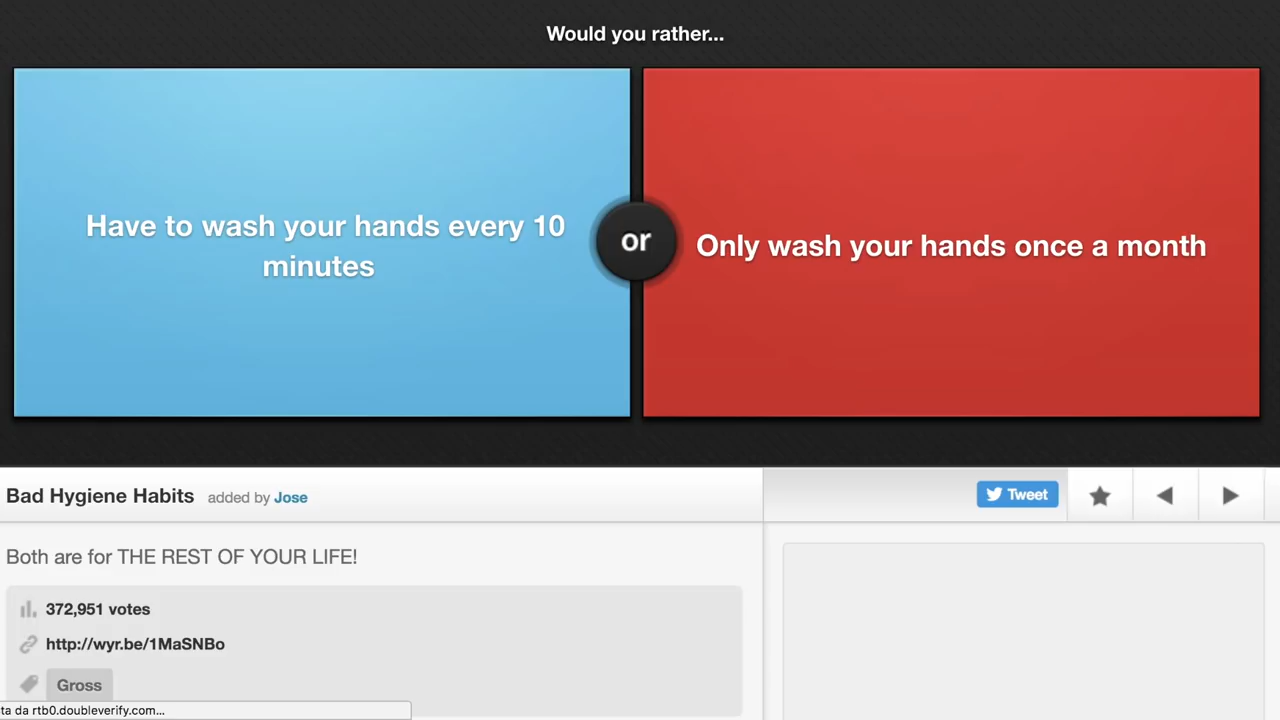 Would you rather...
Have to wash your hands every 10
minutes
or
Only wash your hands once a month
Bad Hygiene Habits added by Jose
Tweet
Both are for THE REST OF YOUR LIFE!
372,951 votes
http://wyr.be/1MaSNBo
Gross
ta da rtb0.doubleverify.com...